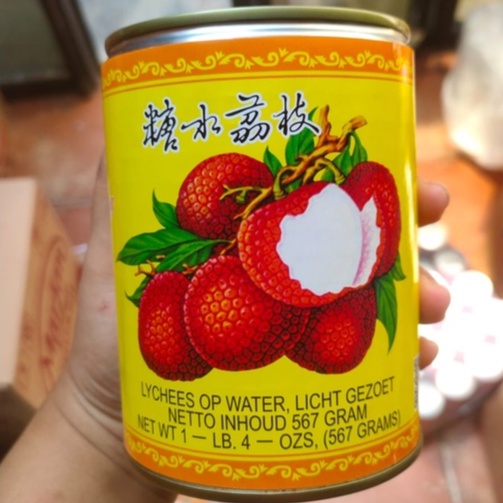 糖水荔枝
LYCHEES OP WATER, LICHT GEZOET
NETTO INHOUD 567 GRAM
NET WT 1 — LB. 4 — OZS, (567 GRAMS)